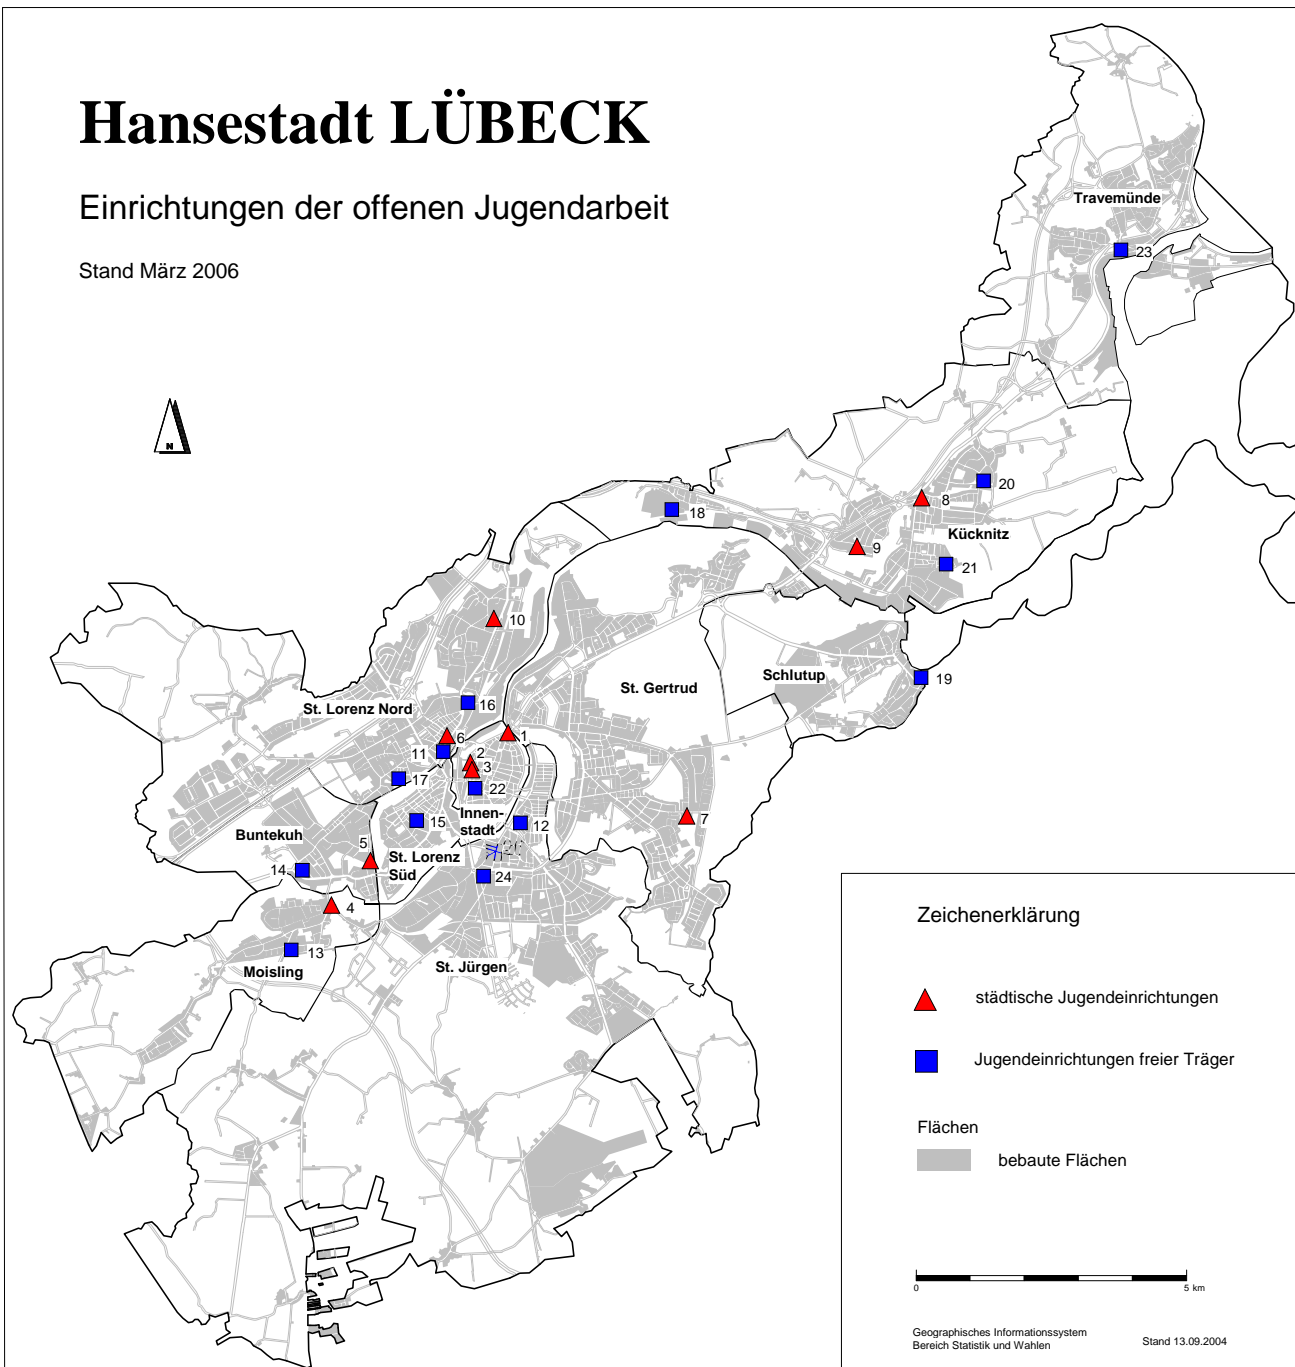 Hansestadt LÜBECK
Einrichtungen der offenen Jugendarbeit
Stand März 2006
N
Travemünde
23
20
8
18
Kücknitz
9
21
10
Schlutup
19
St. Gertrud
St. Lorenz Nord
16
1
6
11
2
3
17
22
Innen-
stadt
12
15
7
Buntekuh
5
St. Lorenz
Süd
14
24
4
13
Moisling
St. Jürgen
Zeichenerklärung
städtische Jugendeinrichtungen
Jugendeinrichtungen freier Träger
Flächen
bebaute Flächen
0
5 km
Geographisches Informationssystem
Bereich Statistik und Wahlen
Stand 13.09.2004